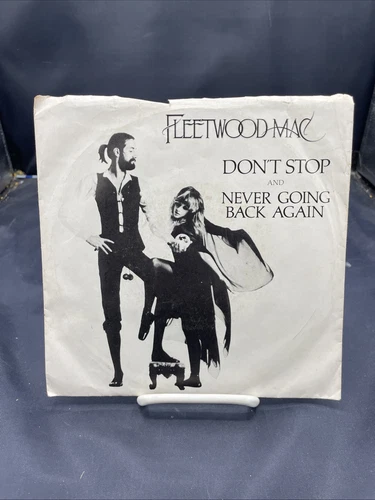 FLEETWOOD MAC
DON'T STOP
AND
NEVER GOING
BACK AGAIN